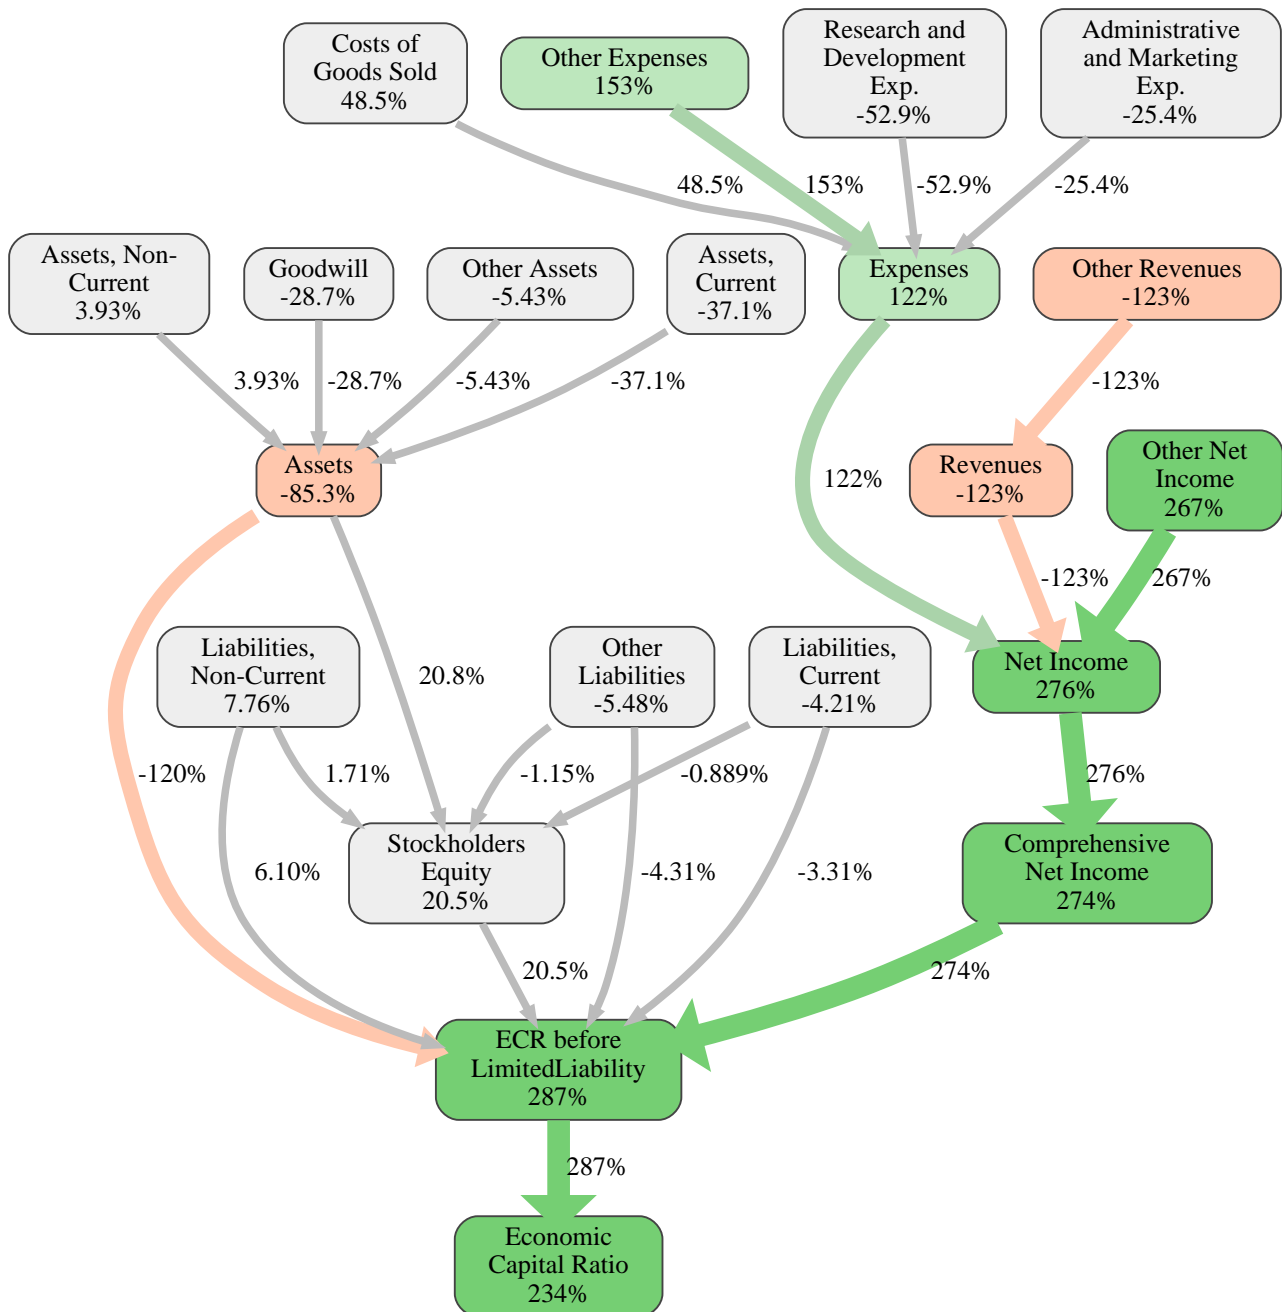 Costs of
Goods Sold
48.5%
Other Expenses
153%
Research and
Development
Exp.
-52.9%
Administrative
and Marketing
Exp.
-25.4%
48.5%
153%
-52.9%
-25.4%
Assets, Non-
Current
3.93%
Goodwill
-28.7%
Other Assets
-5.43%
Assets,
Current
-37.1%
Expenses
122%
Other Revenues
-123%
3.93%
-28.7%
-5.43%
-37.1%
-123%
Assets
-85.3%
122%
Revenues
-123%
Other Net
Income
267%
-123%
267%
Liabilities,
Non-Current
7.76%
20.8%
Other
Liabilities
-5.48%
Liabilities,
Current
-4.21%
Net Income
276%
-120%
1.71%
-1.15%
-0.889%
276%
6.10%
Stockholders
Equity
20.5%
-4.31%
-3.31%
Comprehensive
Net Income
274%
20.5%
274%
ECR before
LimitedLiability
287%
287%
Economic
Capital Ratio
234%